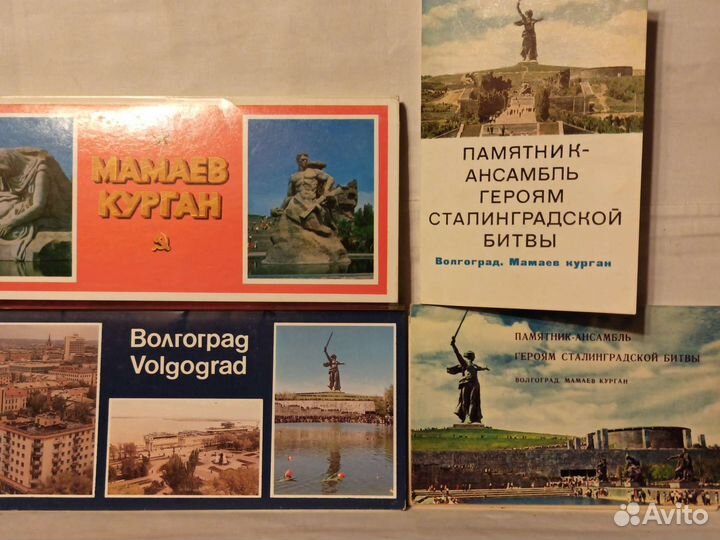 МАМАЕВ
КУРГАН
ПАМЯТНИК-
АНСАМБЛЬ
ГЕРОЯМ
СТАЛИНГРАДСКОЙ
БИТВЫ
Волгоград. Мамаев курган
Волгоград
Volgograd
ПАМЯТНИК-АНСАМБЛЬ
ГЕРОЯМ СТАЛИНГРАДСКОЙ БИТВЫ
ВОЛГОГРАД. МАМАЕВ КУРГАН
Avito